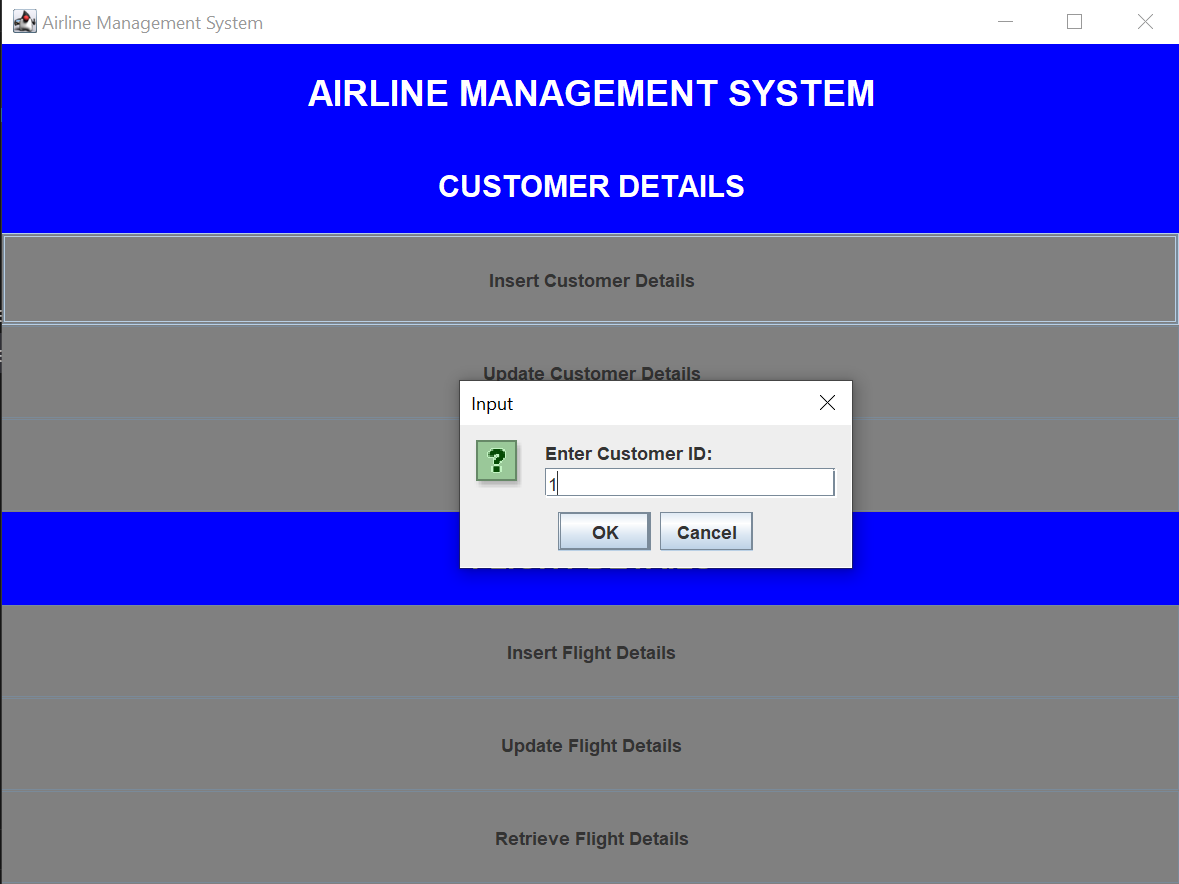 Airline Management System
AIRLINE MANAGEMENT SYSTEM
CUSTOMER DETAILS
Insert Customer Details
Update Customer Details
Input
?
Enter Customer ID:
1
OK Cancel
Insert Flight Details
Update Flight Details
Retrieve Flight Details